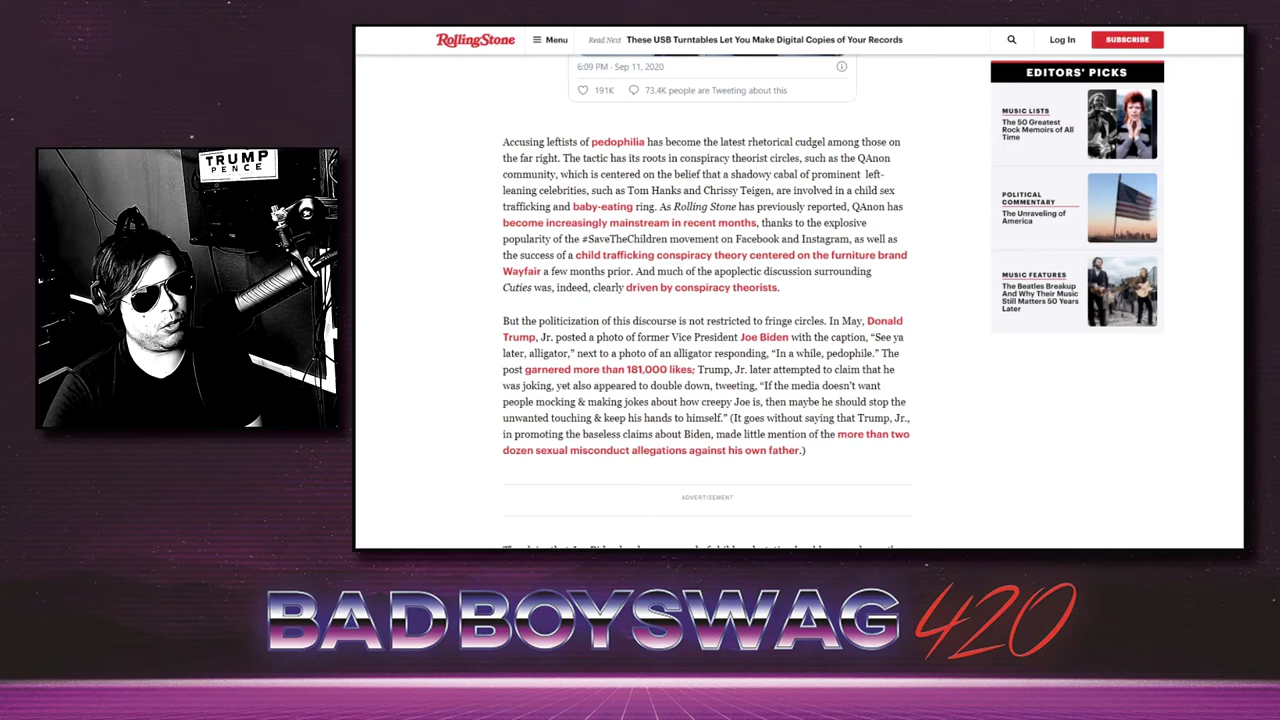 RollingStone
Menu
Read Next These USB Turntables Let You Make Digital Copies of Your Records
Log In
SUBSCRIBE
6:09 PM · Sep 11, 2020
191K
73.4K people are Tweeting about this
EDITORS' PICKS
MUSIC LISTS
The 50 Greatest
Rock Memoirs of All
Time
POLITICAL
COMMENTARY
The Unraveling of
America
MUSIC FEATURES
The Beatles Breakup
And Why Their Music
Still Matters 50 Years
Later
Accusing leftists of pedophilia has become the latest rhetorical cudgel among those on
the far right. The tactic has its roots in conspiracy theorist circles, such as the QAnon
community, which is centered on the belief that a shadowy cabal of prominent left-
leaning celebrities, such as Tom Hanks and Chrissy Teigen, are involved in a child sex
trafficking and baby-eating ring. As Rolling Stone has previously reported, QAnon has
become increasingly mainstream in recent months, thanks to the explosive
popularity of the #SaveTheChildren movement on Facebook and Instagram, as well as
the success of a child trafficking conspiracy theory centered on the furniture brand
Wayfair a few months prior. And much of the apoplectic discussion surrounding
Cuties was, indeed, clearly driven by conspiracy theorists.
But the politicization of this discourse is not restricted to fringe circles. In May, Donald
Trump, Jr. posted a photo of former Vice President Joe Biden with the caption, “See ya
later, alligator,” next to a photo of an alligator responding, “In a while, pedophile.” The
post garnered more than 181,000 likes; Trump, Jr. later attempted to claim that he
was joking, yet also appeared to double down, tweeting, “If the media doesn’t want
people mocking & making jokes about how creepy Joe is, then maybe he should stop the
unwanted touching & keep his hands to himself.” (It goes without saying that Trump, Jr.,
in promoting the baseless claims about Biden, made little mention of the more than two
dozen sexual misconduct allegations against his own father.)
ADVERTISEMENT
TRUMP
PENCE
BADBOYSWAG 420